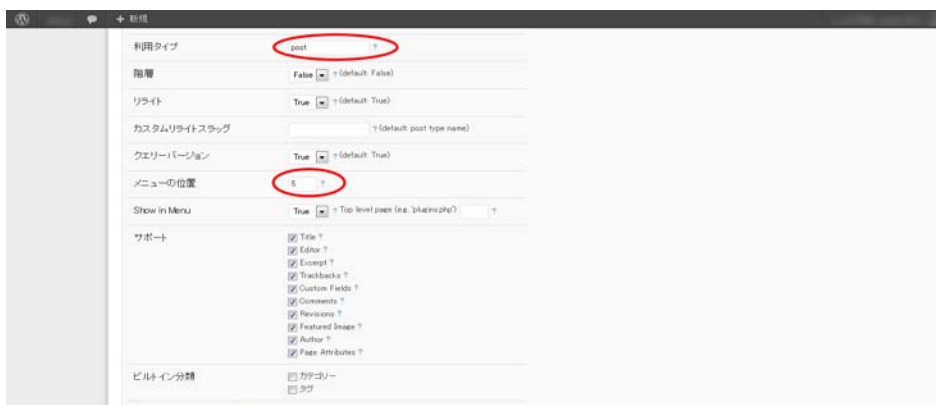 + 新規
利用タイプ post ?
階層 False ? (default: False)
リライト True ? (default: True)
カスタムリライトスラッグ ? (default: post type name)
クエリーバージョン True ? (default: True)
メニューの位置 5 ?
Show in Menu True ? Top level page (e.g. 'plugins.php') ?
サポート Title ?
Editor ?
Excerpt ?
Trackbacks ?
Custom Fields ?
Comments ?
Revisions ?
Featured Image ?
Author ?
Page Attributes ?
ビルトイン分類 カテゴリー
タグ